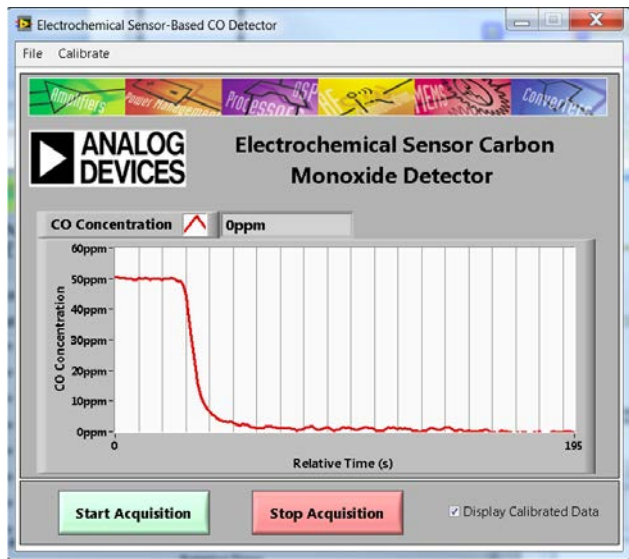 Electrochemical Sensor-Based CO Detector
File Calibrate
Amplifiers Power Management Processor DSP MEMS Converters
ANALOG
DEVICES
Electrochemical Sensor Carbon
Monoxide Detector
CO Concentration 0ppm
60ppm
50ppm
40ppm
30ppm
20ppm
10ppm
0ppm
CO Concentration
0 195
Relative Time (s)
Start Acquisition Stop Acquisition Display Calibrated Data